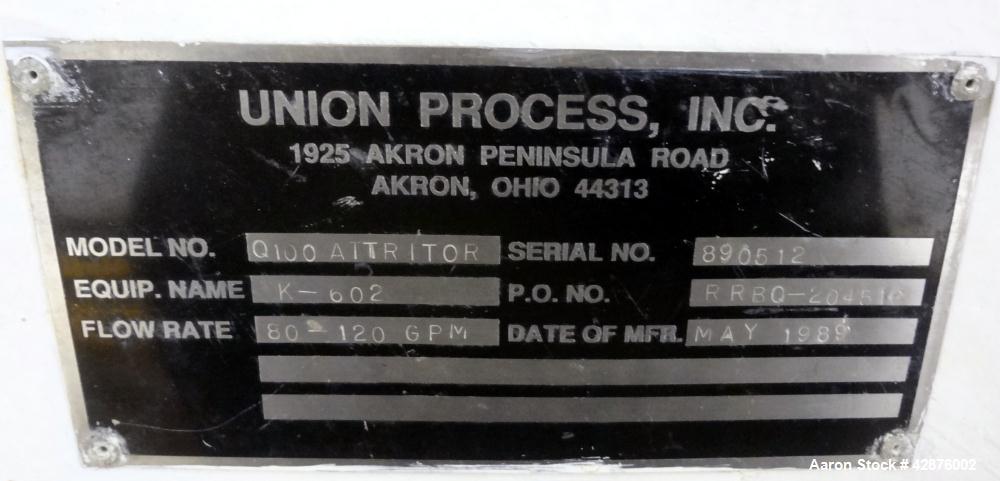 UNION PROCESS, INC.
1925 AKRON PENINSULA ROAD
AKRON, OHIO 44313
MODEL NO. Q100 ATTRITOR SERIAL NO. 890512
EQUIP. NAME K-602 P.O. NO.
FLOW RATE 80-120 GPM DATE OF MFR. MAY 1989
Aaron Stock # 42876002